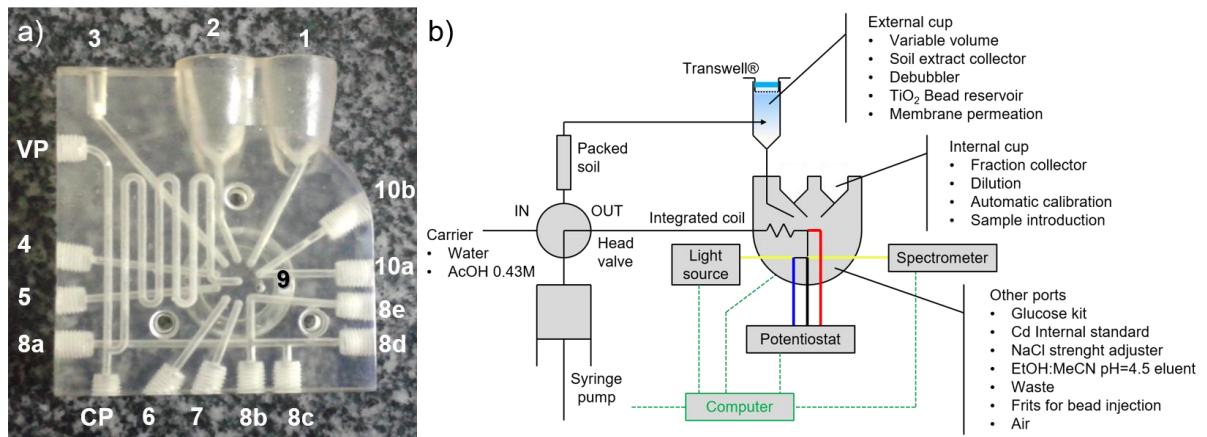 a)
3
2
1
VP
10b
4
10a
9
5
8e
8a
8d
CP
6
7
8b
8c
b)
Transwell®
External cup
• Variable volume
• Soil extract collector
• Debubbler
• TiO₂ Bead reservoir
• Membrane permeation
Packed
soil
Internal cup
• Fraction collector
• Dilution
• Automatic calibration
• Sample introduction
IN
OUT
Integrated coil
Carrier
• Water
• AcOH 0.43M
Head
valve
Light
source
Spectrometer
Potentiostat
Other ports
• Glucose kit
• Cd Internal standard
• NaCl strenght adjuster
• EtOH:MeCN pH=4.5 eluent
• Waste
• Frits for bead injection
• Air
Syringe
pump
Computer